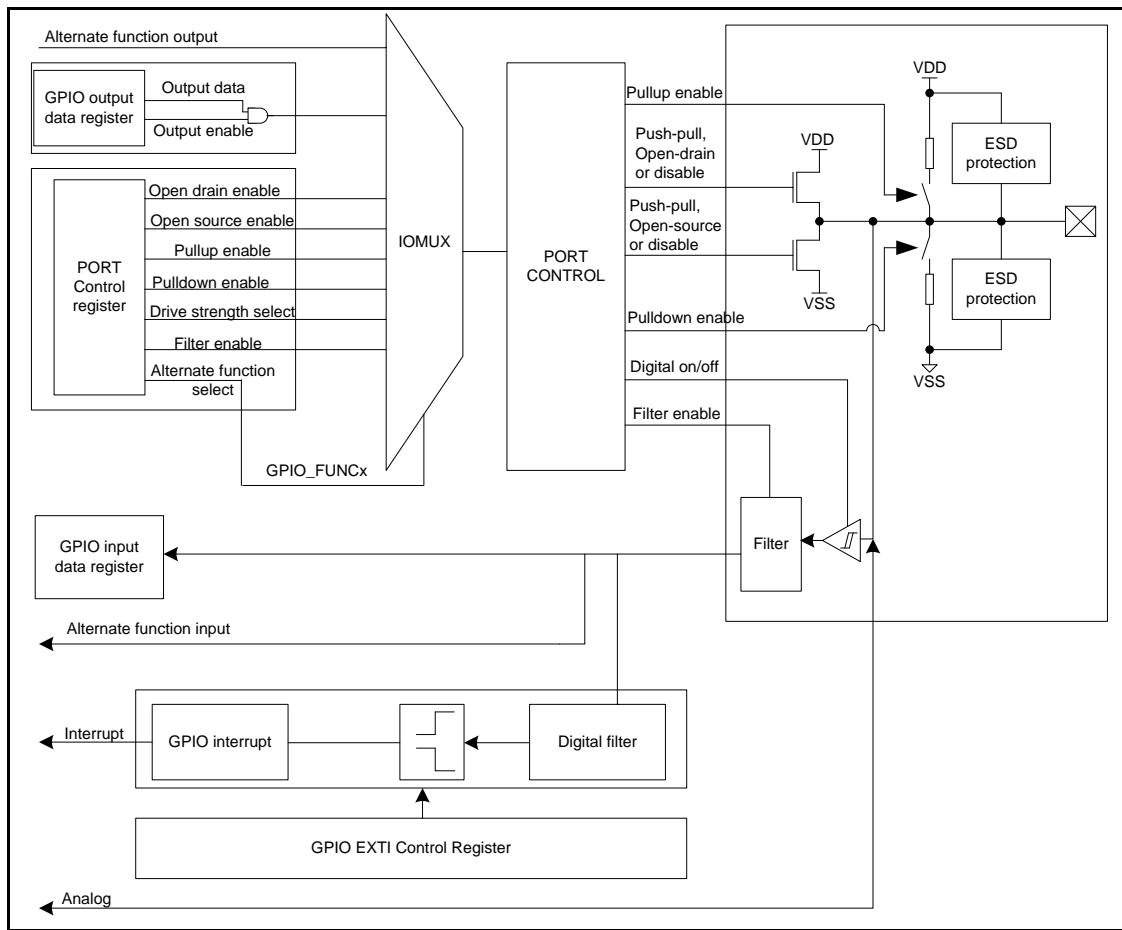 Alternate function output
GPIO output
data register
Output data
Output enable
PORT
Control
register
Open drain enable
Open source enable
Pullup enable
Pulldown enable
Drive strength select
Filter enable
Alternate function
select
GPIO_FUNCx
IOMUX
PORT
CONTROL
Pullup enable
Push-pull,
Open-drain
or disable
Push-pull,
Open-source
or disable
Pulldown enable
Digital on/off
Filter enable
VDD
VSS
VDD
ESD
protection
ESD
protection
VSS
Filter
GPIO input
data register
Alternate function input
Interrupt
GPIO interrupt
Digital filter
GPIO EXTI Control Register
Analog